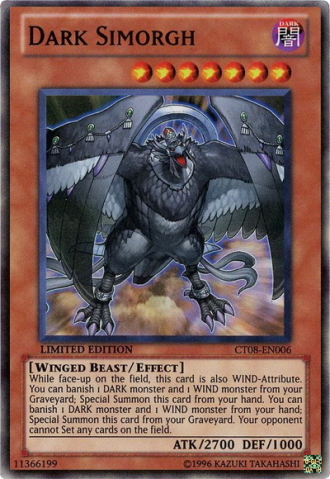 DARK SIMORGH
DARK
闇
LIMITED EDITION
CT08-EN006
[WINGED BEAST/EFFECT]
While face-up on the field, this card is also WIND-Attribute.
You can banish 1 DARK monster and 1 WIND monster from
your Graveyard; Special Summon this card from your hand. You can
banish 1 DARK monster and 1 WIND monster from your hand;
Special Summon this card from your Graveyard. Your opponent
cannot Set any cards on the field.
ATK/2700 DEF/1000
11366199
©1996 KAZUKI TAKAHASHI